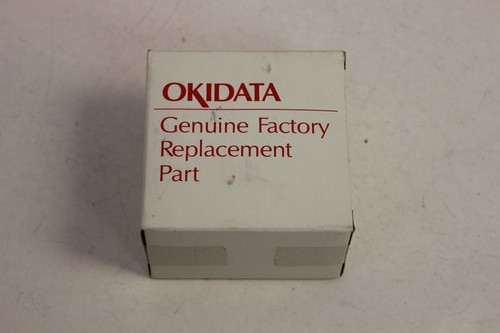 OKIDATA
Genuine Factory
Replacement
Part